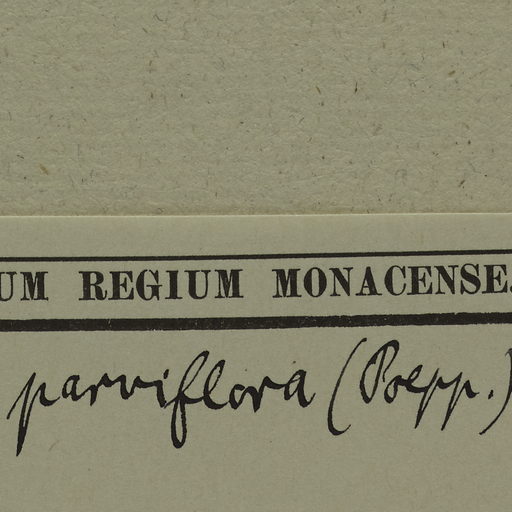 UM REGIUM MONACENSE.
parviflora (Poepp.)